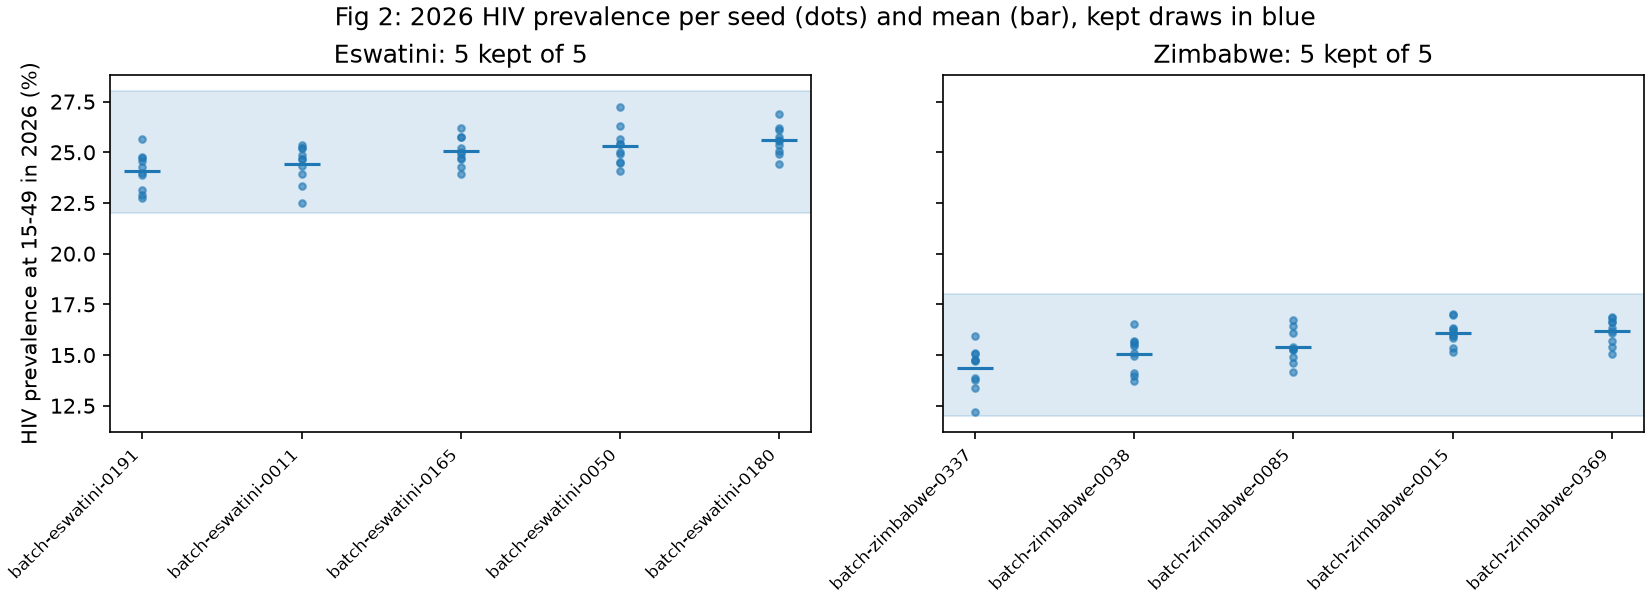 Fig 2: 2026 HIV prevalence per seed (dots) and mean (bar), kept draws in blue
Eswatini: 5 kept of 5
HIV prevalence at 15-49 in 2026 (%)
27.5
25.0
22.5
20.0
17.5
15.0
12.5
batch-eswatini-0191
batch-eswatini-0011
batch-eswatini-0165
batch-eswatini-0050
batch-eswatini-0180
Zimbabwe: 5 kept of 5
batch-zimbabwe-0337
batch-zimbabwe-0038
batch-zimbabwe-0085
batch-zimbabwe-0015
batch-zimbabwe-0369